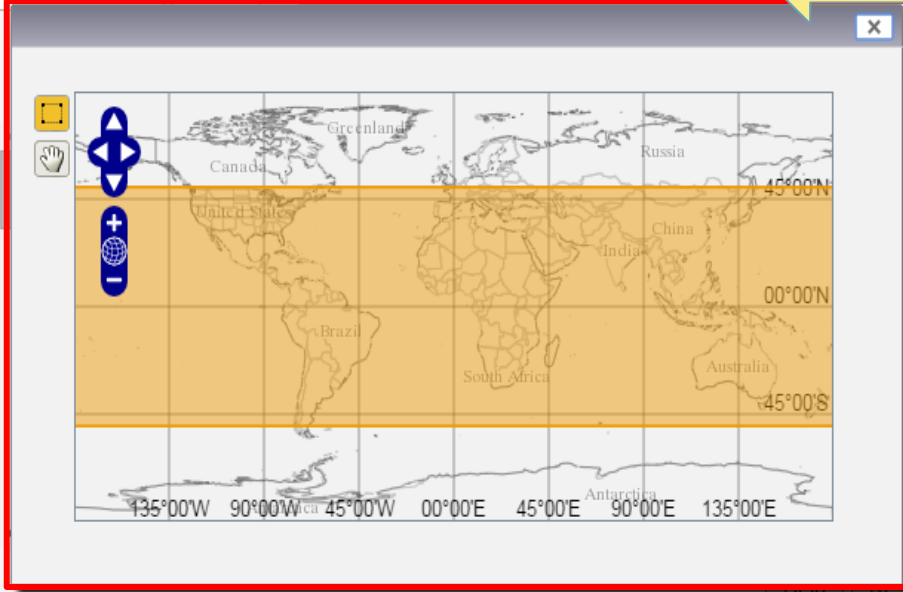 Greenland
Russia
Canada
45°00'N
United States
China
India
00°00'N
Brazil
Australia
South Africa
45°00'S
Antarctica
135°00'W 90°00'W 45°00'W 00°00'E 45°00'E 90°00'E 135°00'E